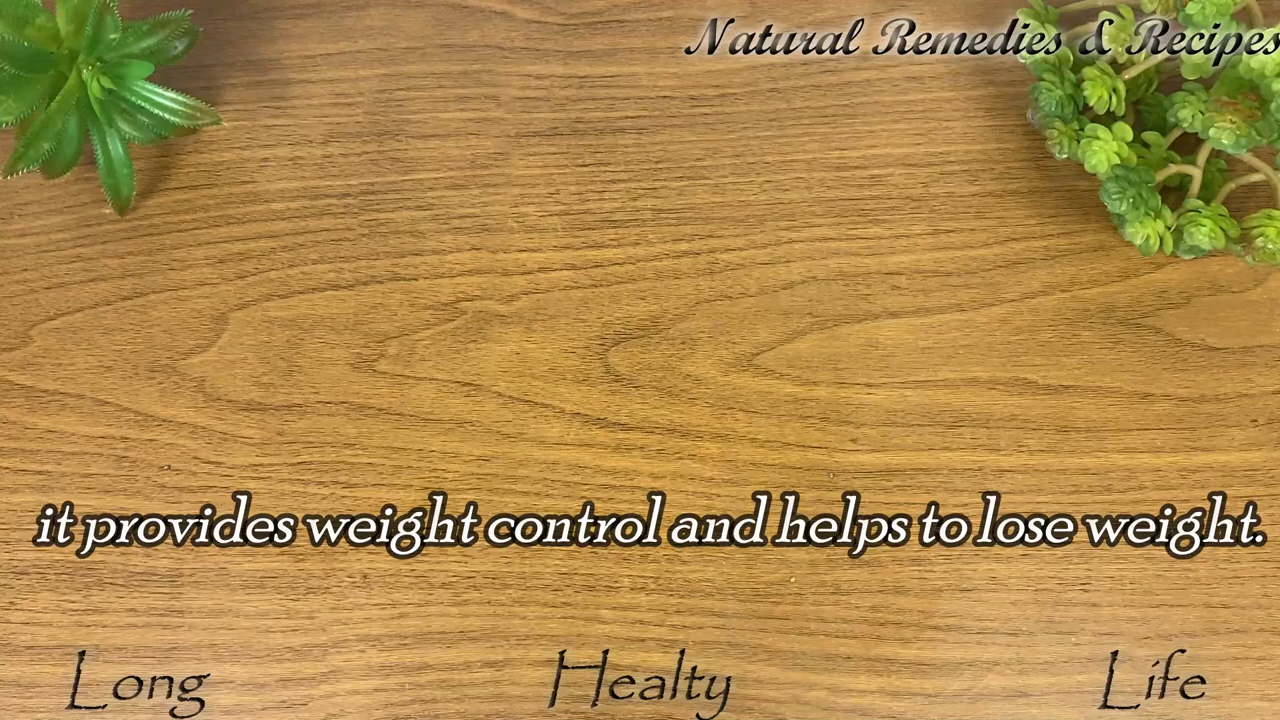 Natural Remedies & Recipes
it provides weight control and helps to lose weight.
Long Healty Life